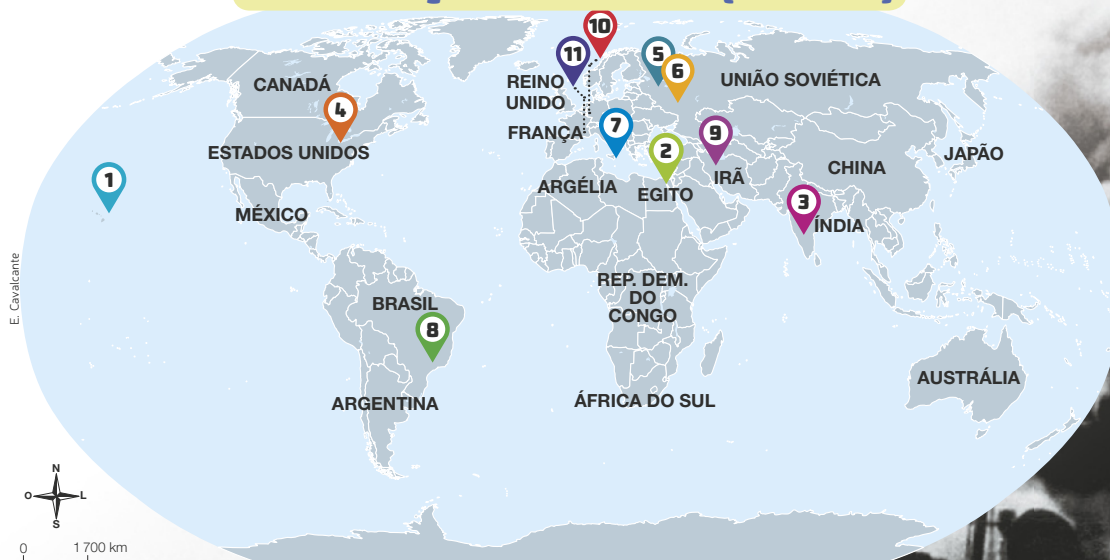 10
11
5
6
CANADÁ
REINO
UNIDO
UNIÃO SOVIÉTICA
4
7
FRANÇA
9
2
ESTADOS UNIDOS
JAPÃO
CHINA
1
IRÃ
ARGÉLIA
EGITO
3
MÉXICO
ÍNDIA
REP. DEM.
DO
CONGO
BRASIL
8
AUSTRÁLIA
ARGENTINA
ÁFRICA DO SUL
E. Cavalcante
N
O
L
S
0 1 700 km